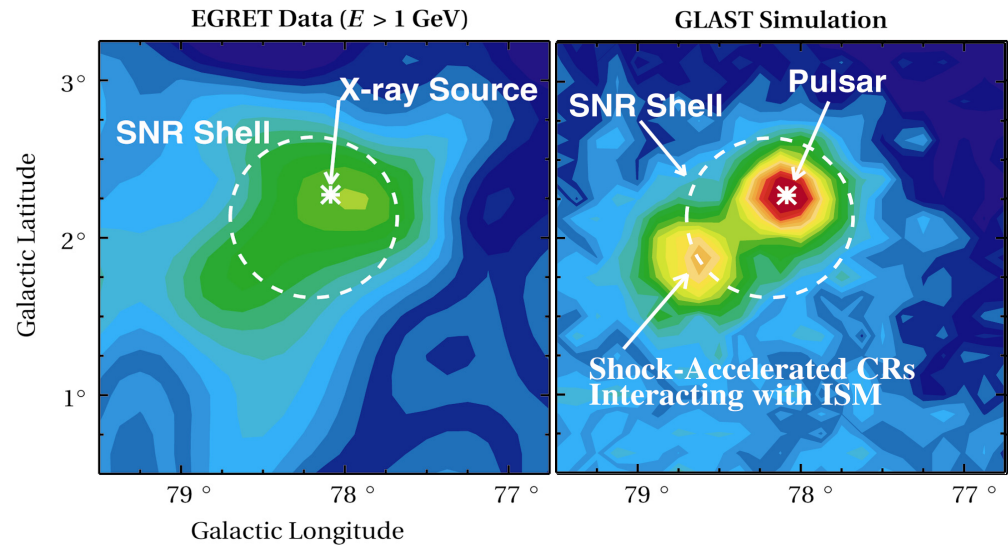 EGRET Data (E > 1 GeV)
GLAST Simulation
3°
2°
1°
Galactic Latitude
X-ray Source
SNR Shell
SNR Shell
Pulsar
Shock-Accelerated CRs
Interacting with ISM
79 °
78 °
77 °
79 °
78 °
77 °
Galactic Longitude